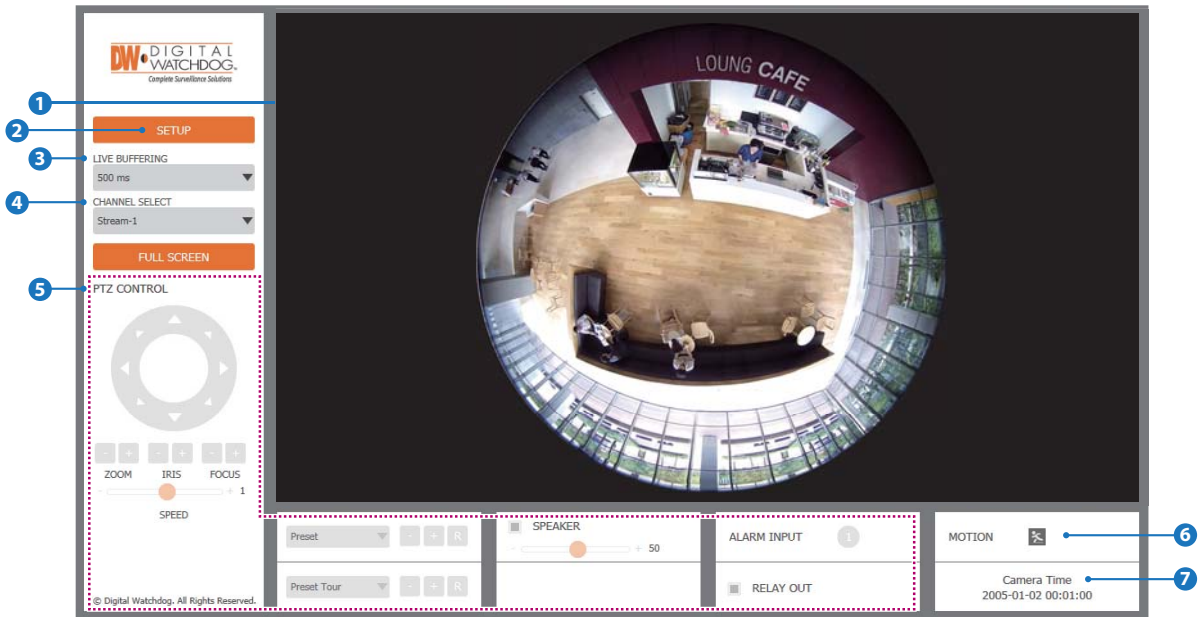 DW DIGITAL
WATCHDOG®
Complete Surveillance Solutions
1
2 SETUP
3 LIVE BUFFERING
500 ms
4 CHANNEL SELECT
Stream-1
FULL SCREEN
5 PTZ CONTROL
- + - + - +
ZOOM IRIS FOCUS
- + 1
SPEED
© Digital Watchdog. All Rights Reserved.
LOUNG CAFE
Preset - + R
Preset Tour - + R
SPEAKER
- + 50
ALARM INPUT 1
RELAY OUT
MOTION 6
Camera Time 7
2005-01-02 00:01:00